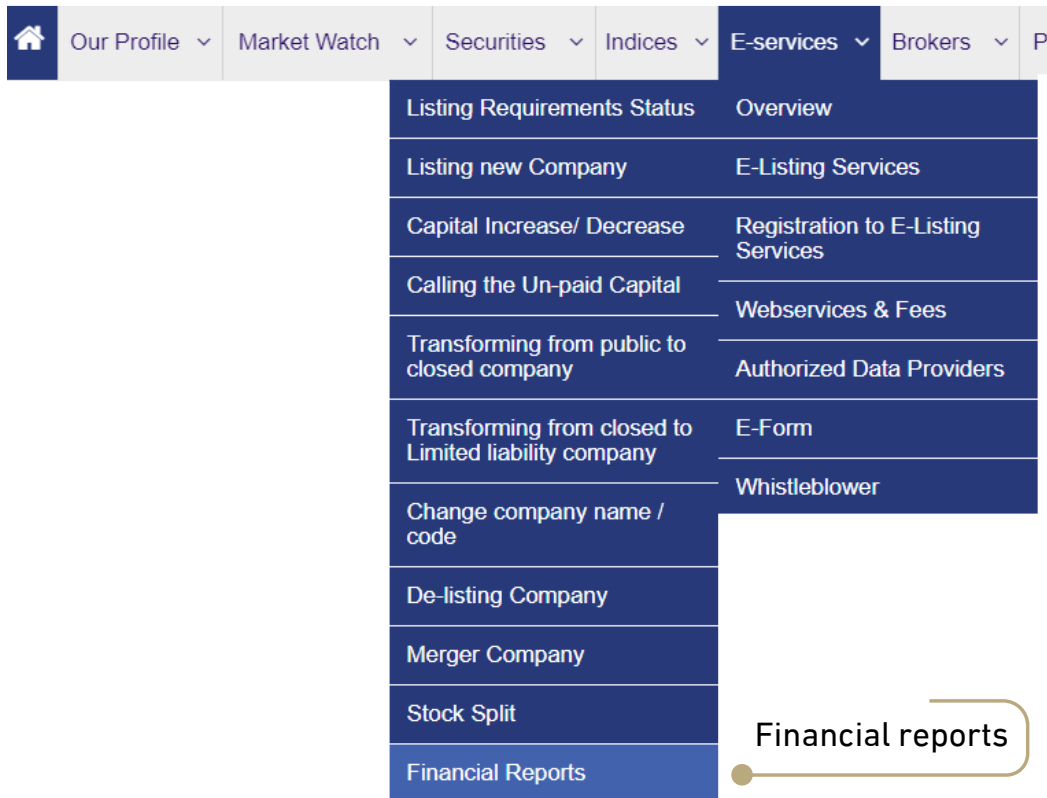 Our Profile Market Watch Securities Indices E-services Brokers P
Listing Requirements Status
Listing new Company
Capital Increase/ Decrease
Calling the Un-paid Capital
Transforming from public to
closed company
Transforming from closed to
Limited liability company
Change company name /
code
De-listing Company
Merger Company
Stock Split
Financial Reports
Overview
E-Listing Services
Registration to E-Listing
Services
Webservices & Fees
Authorized Data Providers
E-Form
Whistleblower
Financial reports